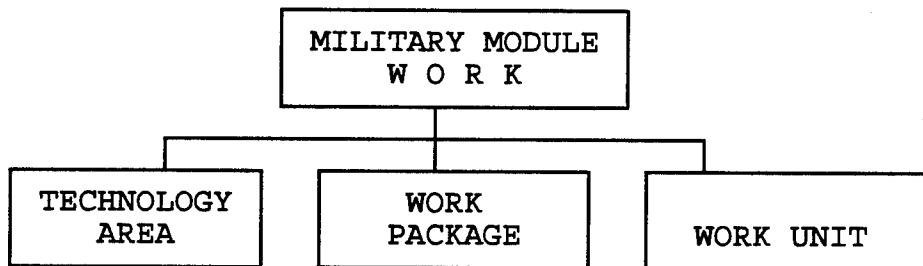 MILITARY MODULE
W O R K
TECHNOLOGY
AREA
WORK
PACKAGE
WORK UNIT